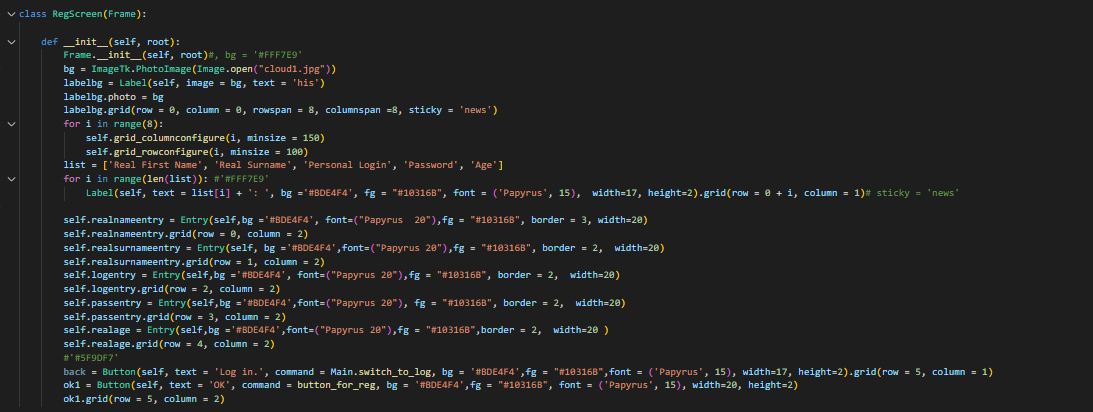 class RegScreen(Frame):
def __init__(self, root):
Frame.__init__(self, root)#, bg = '#FFF7E9'
bg = ImageTk.PhotoImage(Image.open("cloud1.jpg"))
labelbg = Label(self, image = bg, text = 'his')
labelbg.photo = bg
labelbg.grid(row = 0, column = 0, rowspan = 8, columnspan =8, sticky = 'news')
for i in range(8):
self.grid_columnconfigure(i, minsize = 150)
self.grid_rowconfigure(i, minsize = 100)
list = ['Real First Name', 'Real Surname', 'Personal Login', 'Password', 'Age']
for i in range(len(list)): #'#FFF7E9'
Label(self, text = list[i] + ': ', bg ='#BDE4F4', fg = "#10316B", font = ('Papyrus', 15),  width=17, height=2).grid(row = 0 + i, column = 1)# sticky = 'news'
self.realnameentry = Entry(self,bg ='#BDE4F4', font=("Papyrus  20"),fg = "#10316B", border = 3, width=20)
self.realnameentry.grid(row = 0, column = 2)
self.realsurnameentry = Entry(self, bg ='#BDE4F4',font=("Papyrus 20"),fg = "#10316B", border = 2,  width=20)
self.realsurnameentry.grid(row = 1, column = 2)
self.logentry = Entry(self,bg ='#BDE4F4', font=("Papyrus 20"),fg = "#10316B", border = 2,  width=20)
self.logentry.grid(row = 2, column = 2)
self.passentry = Entry(self,bg ='#BDE4F4',font=("Papyrus 20"), fg = "#10316B", border = 2,  width=20)
self.passentry.grid(row = 3, column = 2)
self.realage = Entry(self,bg ='#BDE4F4',font=("Papyrus 20"),fg = "#10316B",border = 2,  width=20 )
self.realage.grid(row = 4, column = 2)
#'#5F9DF7'
back = Button(self, text = 'Log in.', command = Main.switch_to_log, bg = '#BDE4F4',fg = "#10316B",font = ('Papyrus', 15), width=17, height=2).grid(row = 5, column = 1)
ok1 = Button(self, text = 'OK', command = button_for_reg, bg = '#BDE4F4',fg = "#10316B", font = ('Papyrus', 15), width=20, height=2)
ok1.grid(row = 5, column = 2)